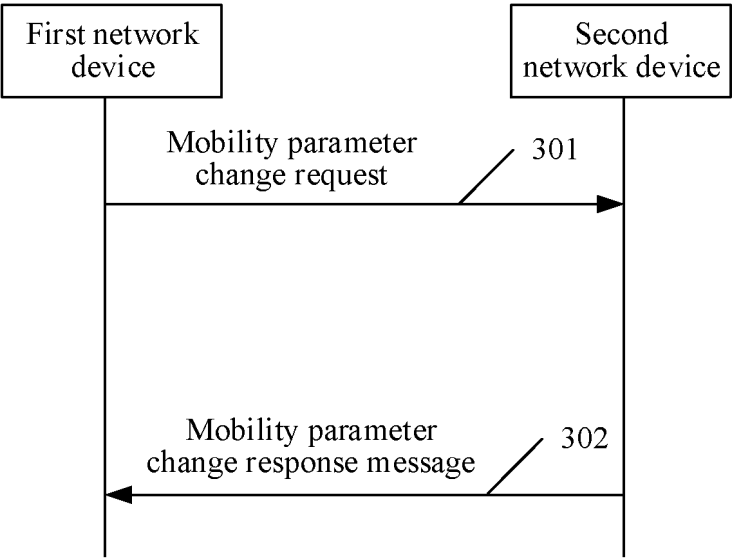 First network
device
Second
network device
Mobility parameter
change request
301
Mobility parameter
change response message
302